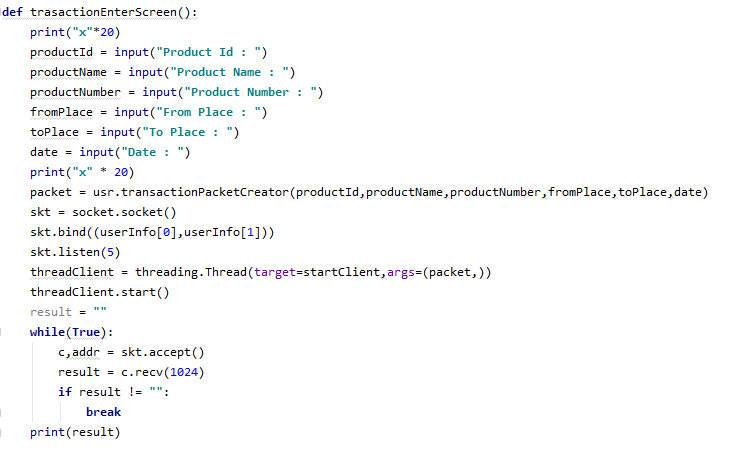 def trasactionEnterScreen():
    print("x"*20)
    productId = input("Product Id : ")
    productName = input("Product Name : ")
    productNumber = input("Product Number : ")
    fromPlace = input("From Place : ")
    toPlace = input("To Place : ")
    date = input("Date : ")
    print("x" * 20)
    packet = usr.transactionPacketCreator(productId,productName,productNumber,fromPlace,toPlace,date)
    skt = socket.socket()
    skt.bind((userInfo[0],userInfo[1]))
    skt.listen(5)
    threadClient = threading.Thread(target=startClient,args=(packet,))
    threadClient.start()
    result = ""
    while(True):
        c,addr = skt.accept()
        result = c.recv(1024)
        if result != "":
            break
    print(result)